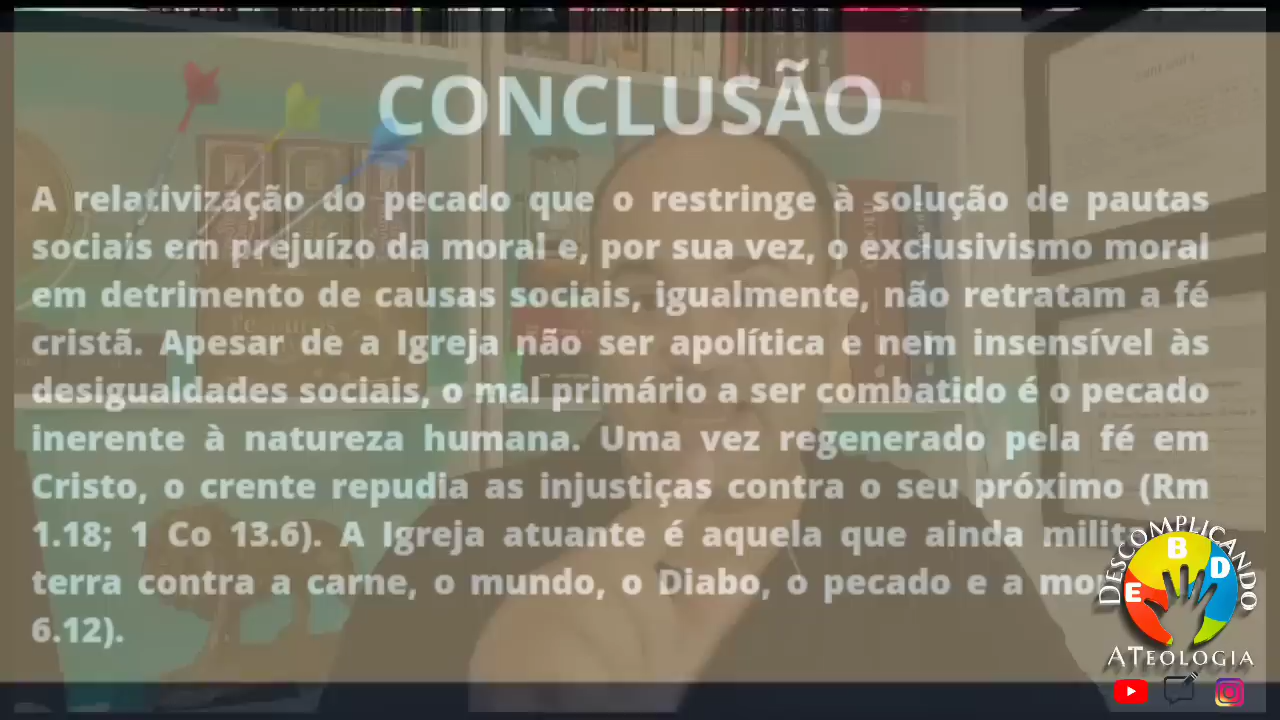 CONCLUSÃO
A relativização do pecado que o restringe à solução de pautas
sociais em prejuízo da moral e, por sua vez, o exclusivismo moral
em detrimento de causas sociais, igualmente, não retratam a fé
cristã. Apesar de a Igreja não ser apolítica e nem insensível às
desigualdades sociais, o mal primário a ser combatido é o pecado
inerente à natureza humana. Uma vez regenerado pela fé em
Cristo, o crente repudia as injustiças contra o seu próximo (Rm
1.18; 1 Co 13.6). A Igreja atuante é aquela que ainda
terra contra a carne, o mundo, o Diabo, o pecado e a
6.12).
DESCOMPLICANDO
E B D
ATEOLOGIA